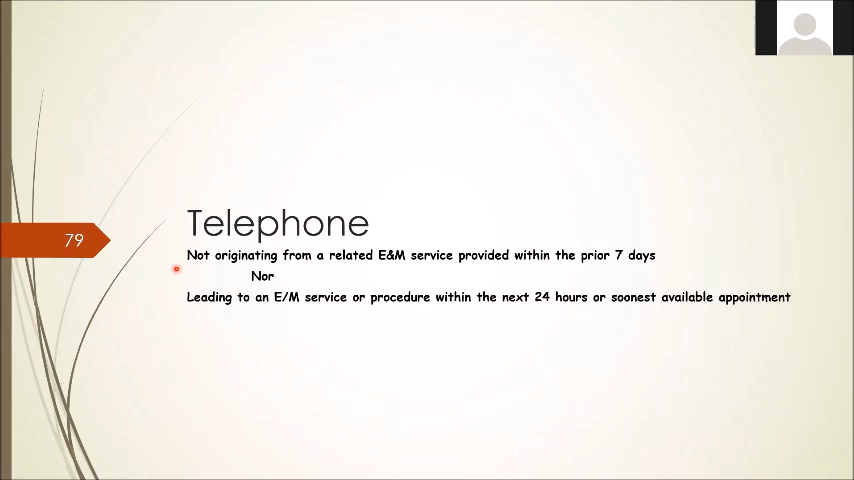 Telephone
79
Not originating from a related E&M service provided within the prior 7 days
Nor
Leading to an E/M service or procedure within the next 24 hours or soonest available appointment